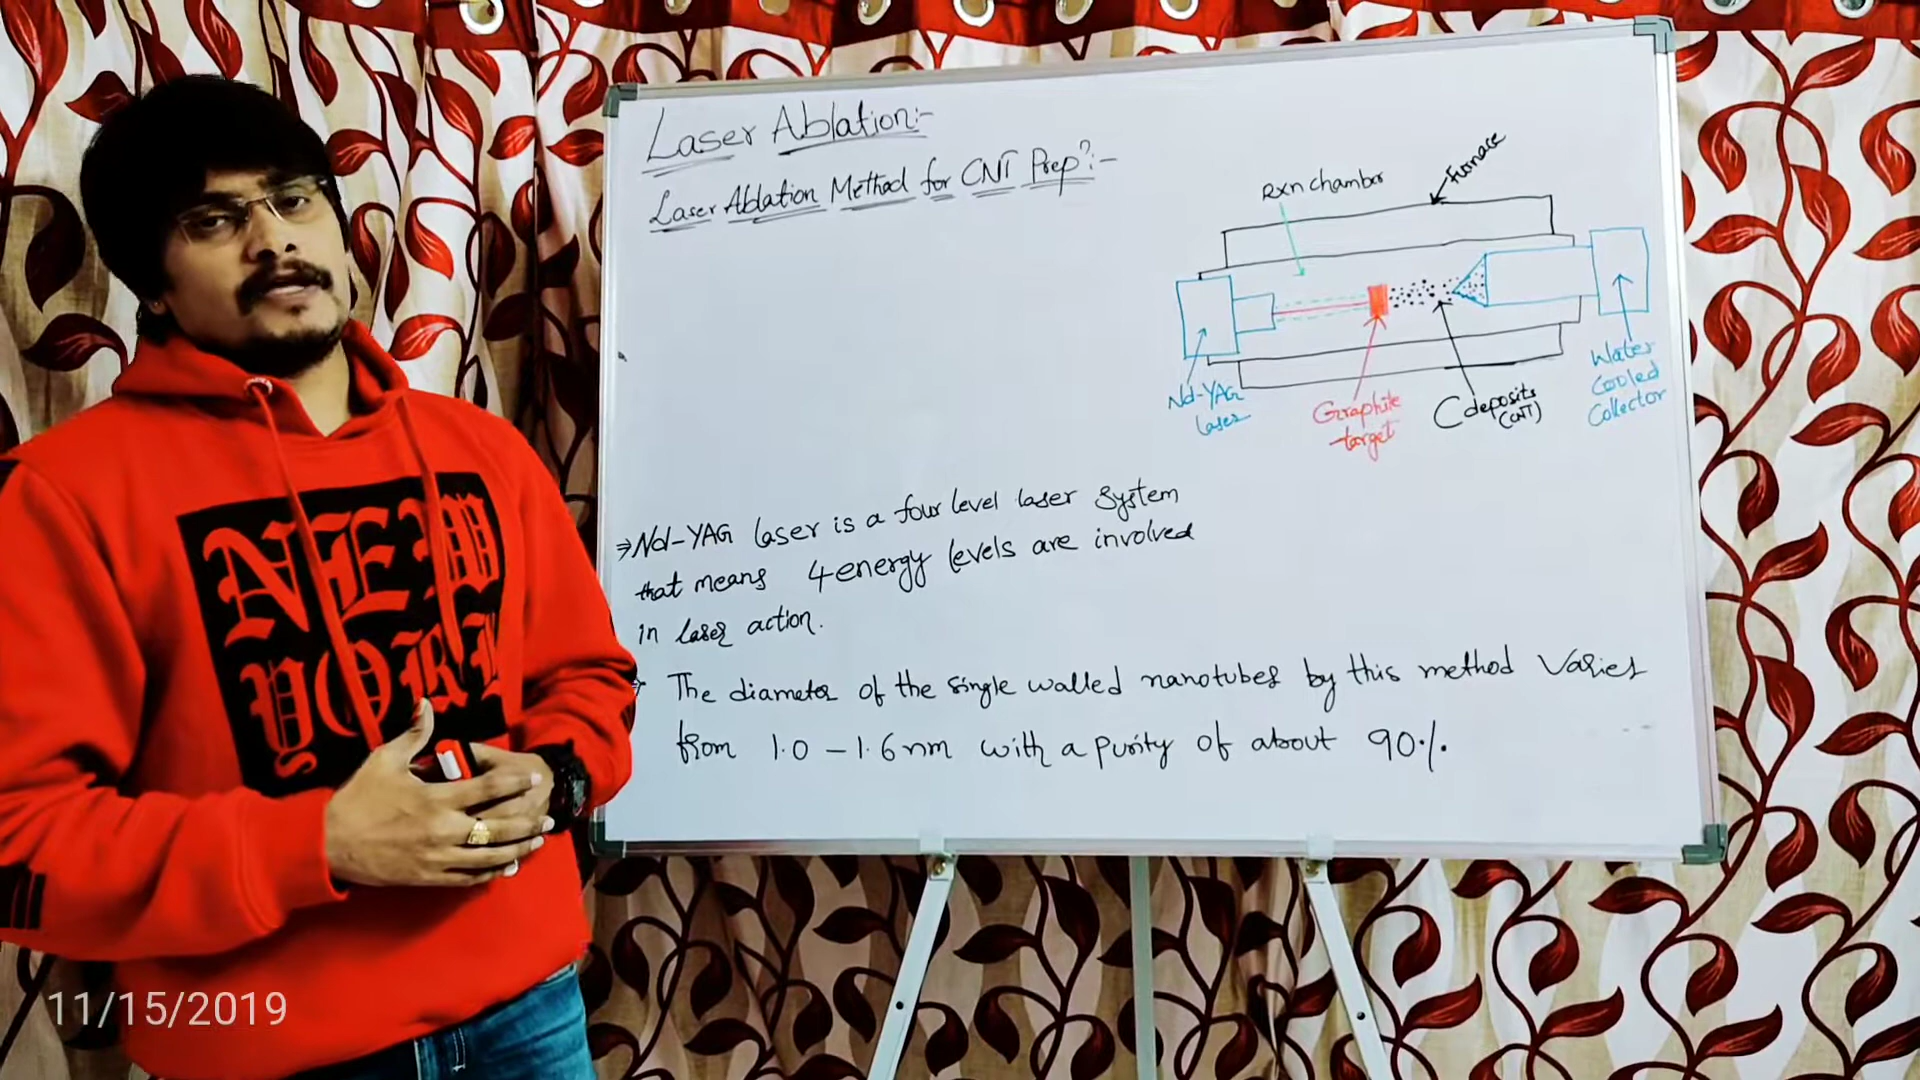 Laser Ablation:-
Laser Ablation Method for CNT Prep?:-
Rxn chamber
Furnace
Nd-YAG
laser
Graphite
target
C deposits
(CNT)
Water
Cooled
Collector
⇒Nd-YAG laser is a four level laser system
that means 4 energy levels are involved
in laser action.
The diameter of the single walled nanotubes by this method varies
from 1.0 - 1.6 nm with a purity of about 90%.
NEW
YORK
11/15/2019